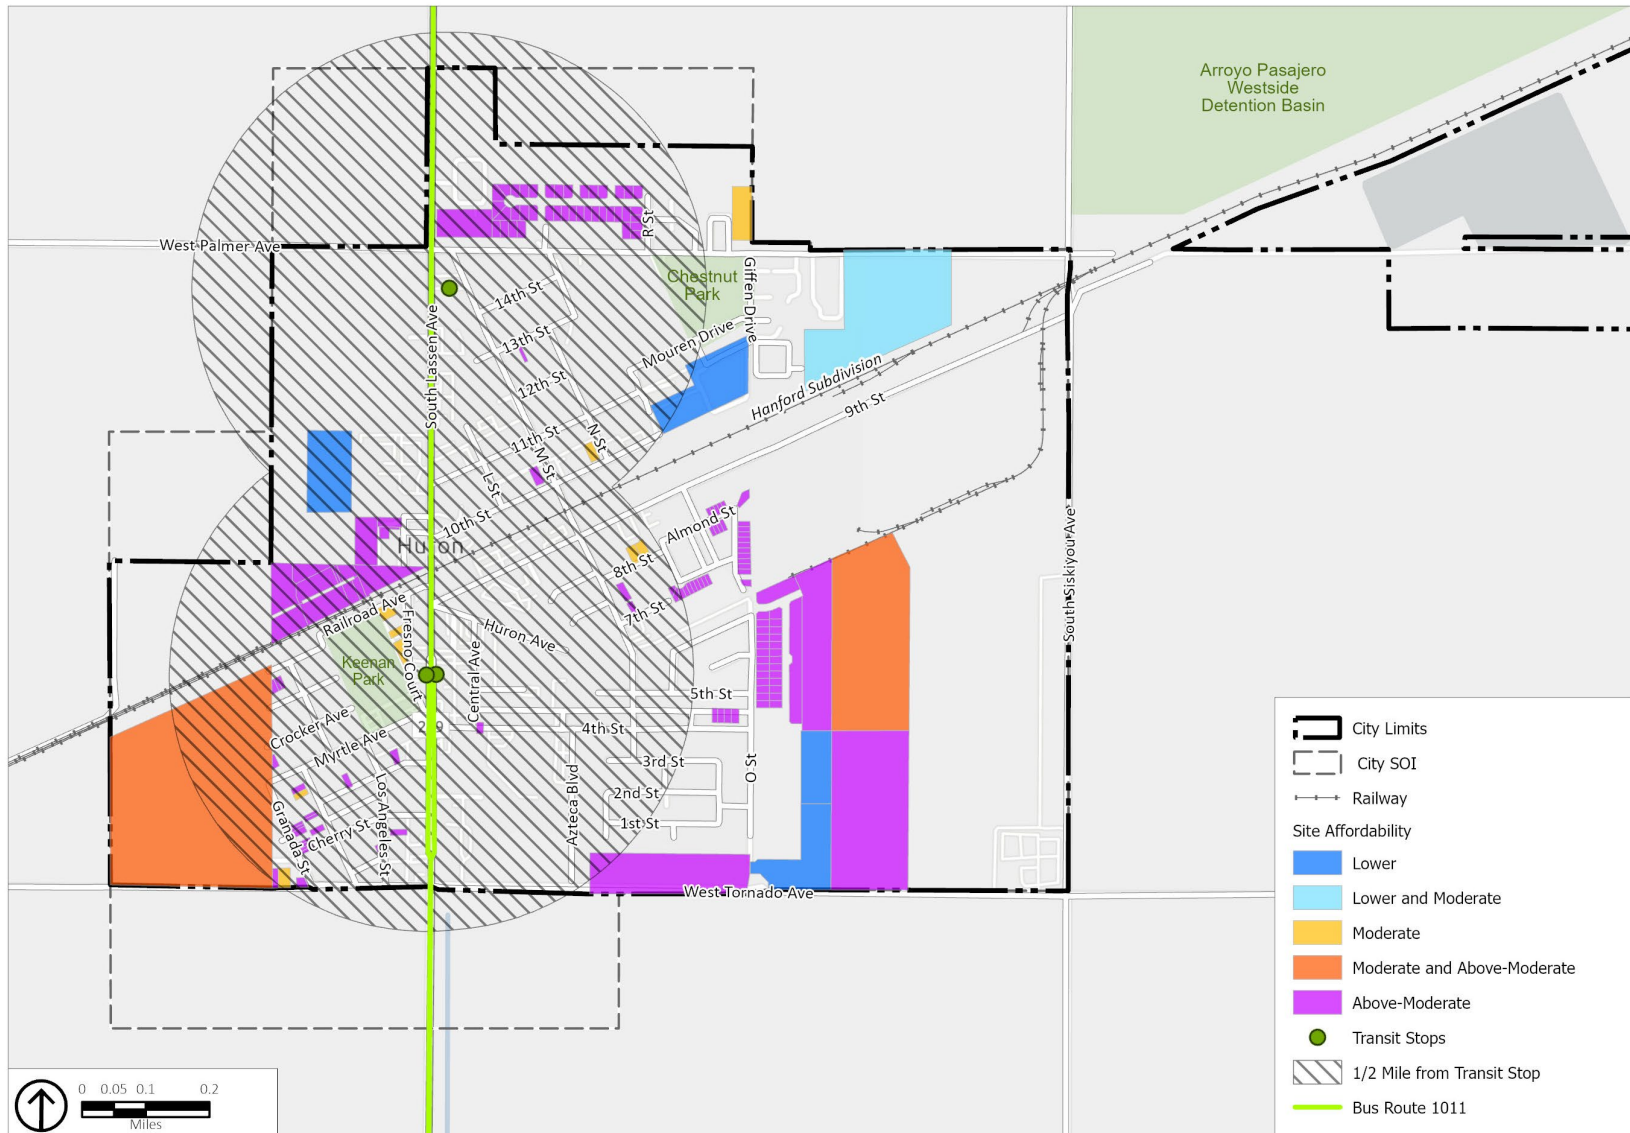 Arroyo Pasajero
Westside
Detention Basin
West Palmer Ave
R St
Chestnut
Park
Giffen Drive
14th St
13th St
Mouren Drive
South Lassen Ave
12th St
Hanford Subdivision
9th St
11th St
N St
M St
L St
10th St
Almond St
Huron
8th St
7th St
South Siskiyou Ave
Railroad Ave
Fresno Court
Huron Ave
Central Ave
Keenan
Park
5th St
4th St
Crocker Ave
Myrtle Ave
3rd St
O St
2nd St
1st St
Azteca Blvd
Los Angeles St
Granada St
Cherry St
West Tornado Ave
City Limits
City SOI
Railway
Site Affordability
Lower
Lower and Moderate
Moderate
Moderate and Above-Moderate
Above-Moderate
Transit Stops
1/2 Mile from Transit Stop
Bus Route 1011
0 0.05 0.1 0.2
Miles